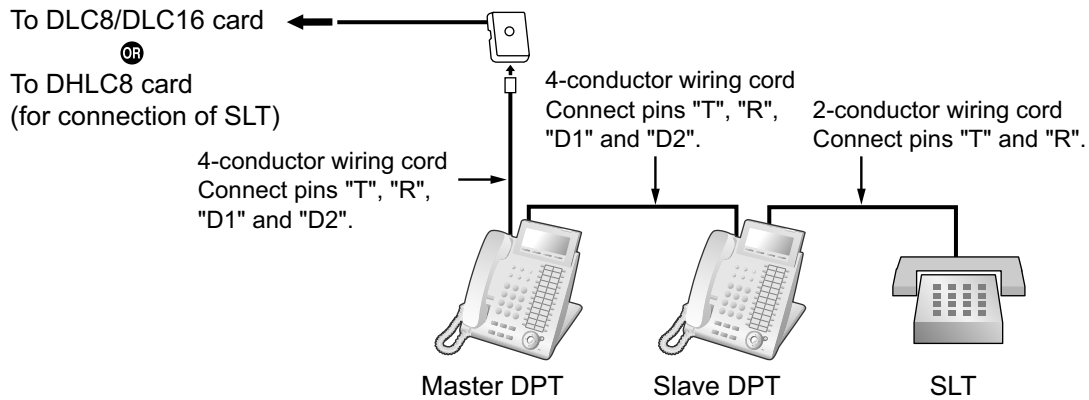 To DLC8/DLC16 card
OR
To DHLC8 card
(for connection of SLT)
4-conductor wiring cord
Connect pins "T", "R",
"D1" and "D2".
4-conductor wiring cord
Connect pins "T", "R",
"D1" and "D2".
2-conductor wiring cord
Connect pins "T" and "R".
Master DPT
Slave DPT
SLT